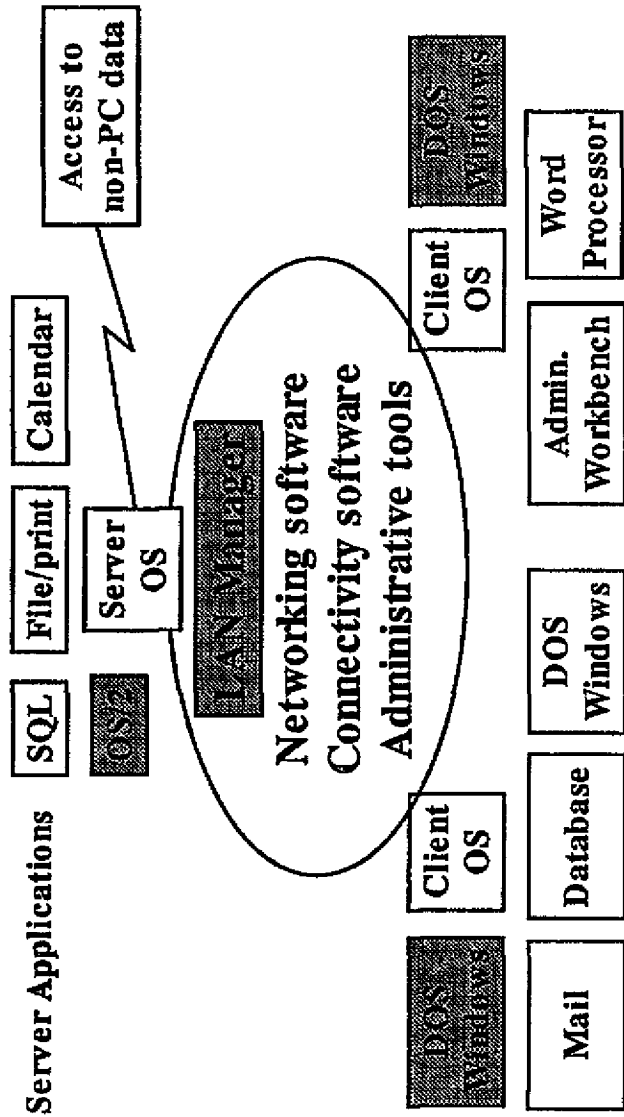 Server Applications
SQL
File/print
Calendar
OS/2
Server
OS
Access to
non-PC data
LAN Manager
Networking software
Connectivity software
Administrative tools
DOS
Windows
Client
OS
Client
OS
DOS
Windows
Mail
Database
DOS
Windows
Admin.
Workbench
Word
Processor